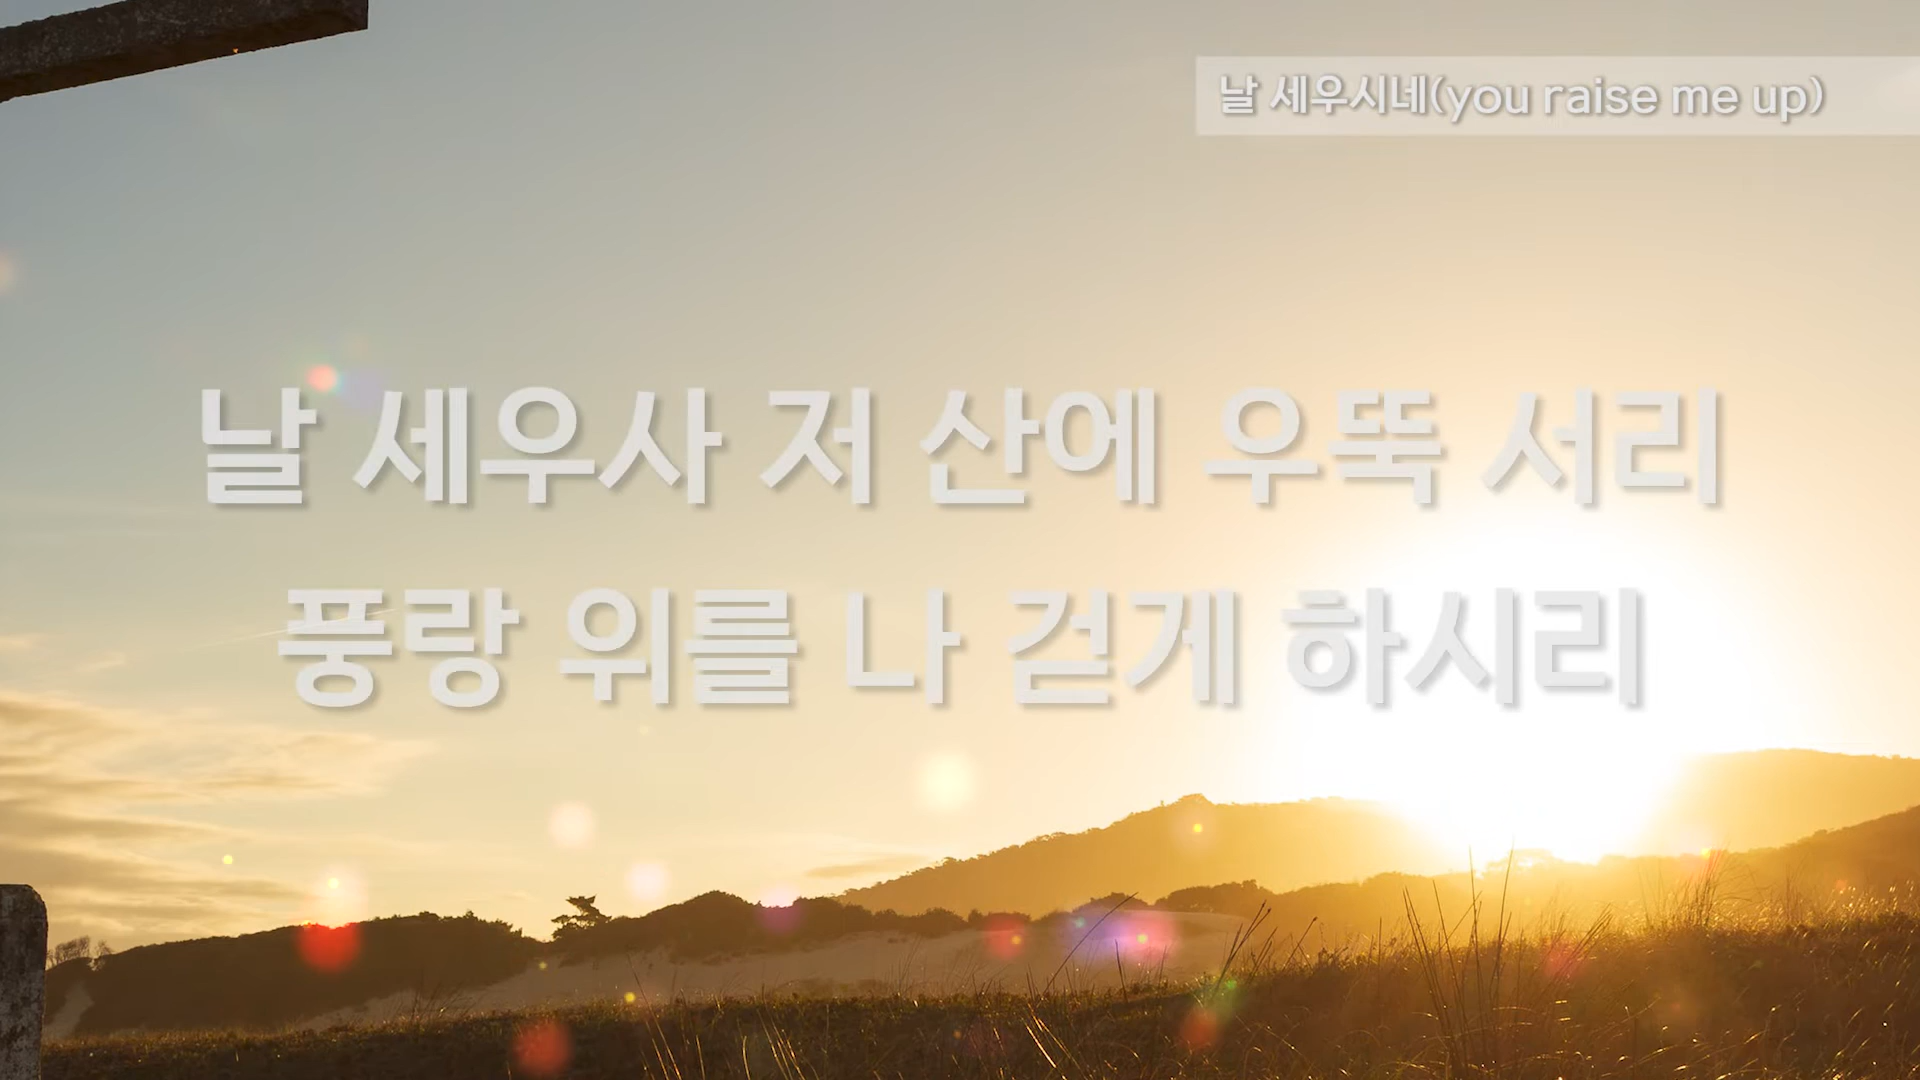 날 세우시네(you raise me up)
날 세우사 저 산에 우뚝 서리
풍랑 위를 나 걷게 하시리